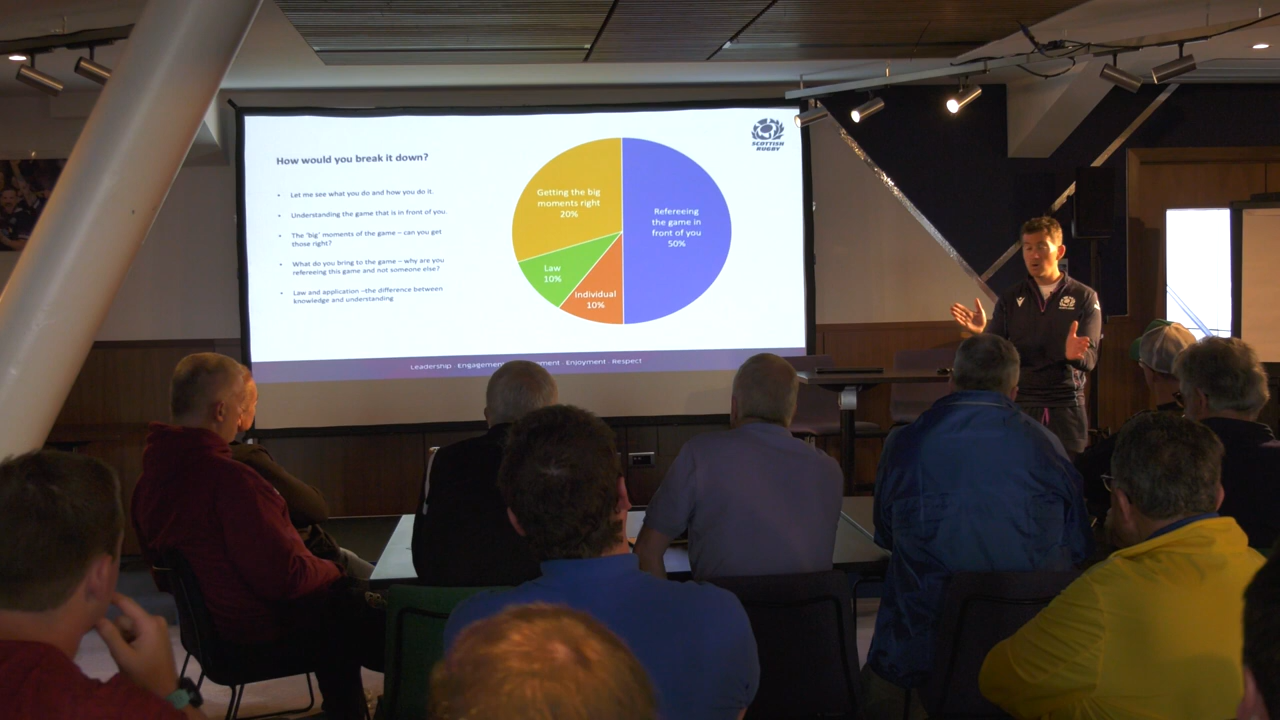 How would you break it down?
• Let me see what you do and how you do it.
• Understanding the game that is in front of you.
• The 'big' moments of the game – can you get
those right?
• What do you bring to the game – why are you
refereeing this game and not someone else?
• Law and application –the difference between
knowledge and understanding
Getting the big
moments right
20%
Refereeing
the game in
front of you
50%
Law
10%
Individual
10%
SCOTTISH
RUGBY
Leadership . Engagement . Enjoyment . Respect